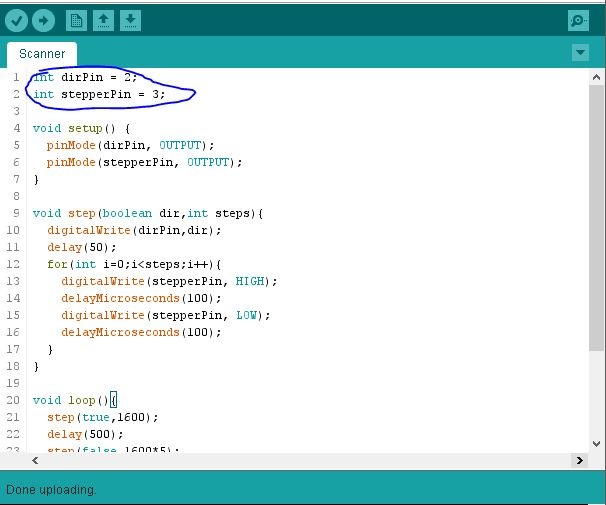 Scanner
1 int dirPin = 2;
2 int stepperPin = 3;
3
4 void setup() {
5   pinMode(dirPin, OUTPUT);
6   pinMode(stepperPin, OUTPUT);
7 }
8
9 void step(boolean dir,int steps){
10   digitalWrite(dirPin,dir);
11   delay(50);
12   for(int i=0;i<steps;i++){
13     digitalWrite(stepperPin, HIGH);
14     delayMicroseconds(100);
15     digitalWrite(stepperPin, LOW);
16     delayMicroseconds(100);
17   }
18 }
19
20 void loop(){
21   step(true,1600);
22   delay(500);
23   step(false,1600*5);
Done uploading.